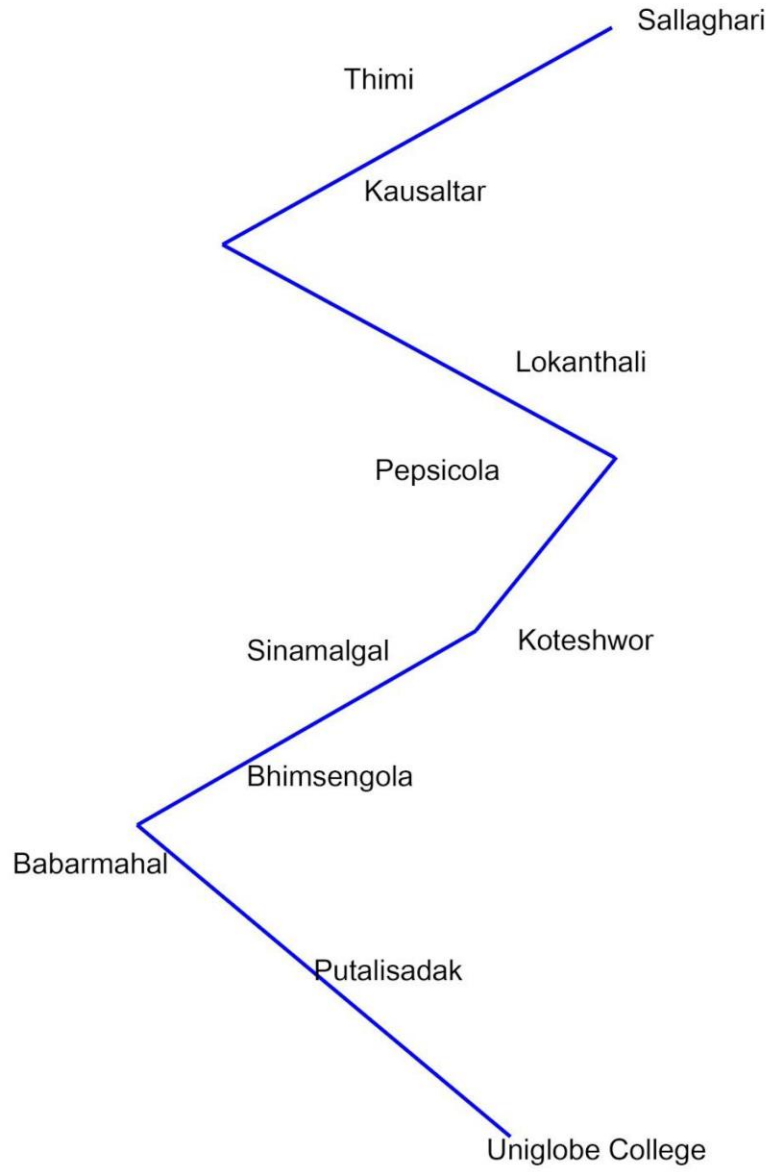 Sallaghari
Thimi
Kausaltar
Lokanthali
Pepsicola
Koteshwor
Sinamalgal
Bhimsengola
Babarmahal
Putalisadak
Uniglobe College